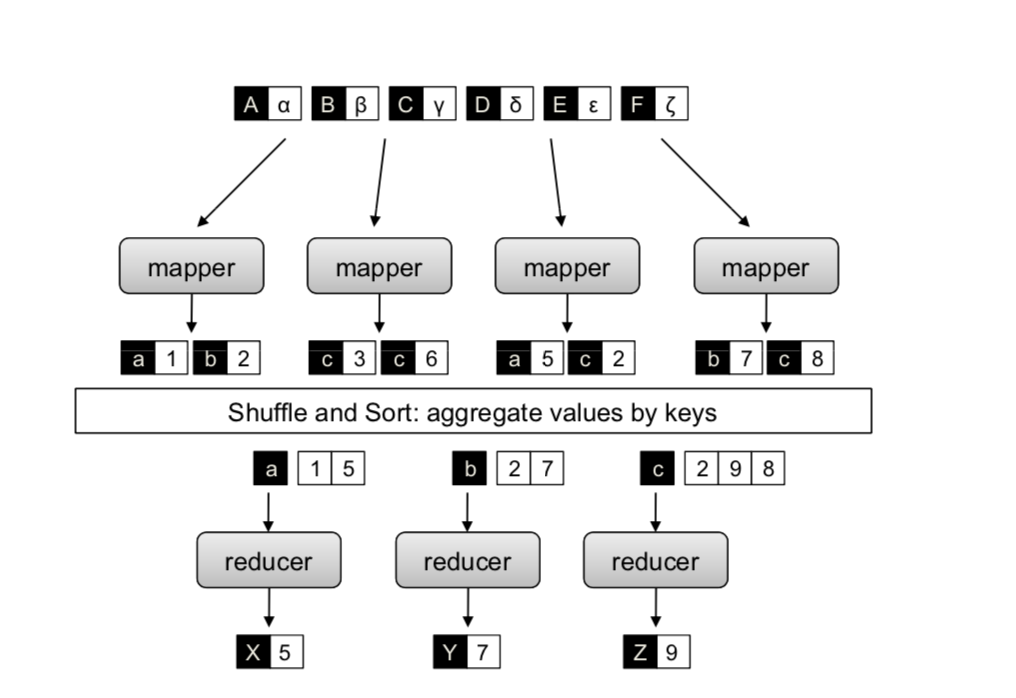 A α B β C γ D δ E ε F ζ
mapper mapper mapper mapper
a 1 b 2 c 3 c 6 a 5 c 2 b 7 c 8
Shuffle and Sort: aggregate values by keys
a 1 5 b 2 7 c 2 9 8
reducer reducer reducer
X 5 Y 7 Z 9